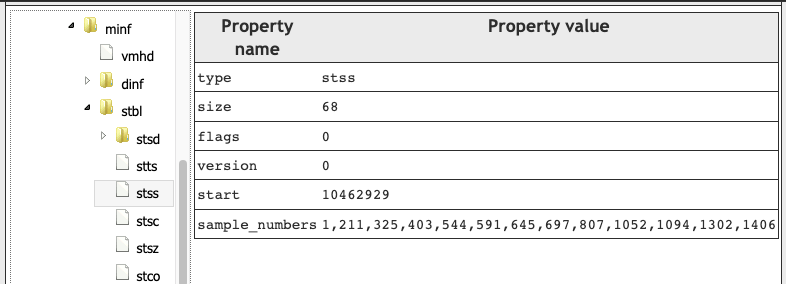 minf
vmhd
dinf
stbl
stsd
stts
stss
stsc
stsz
stco
Property name Property value
type stss
size 68
flags 0
version 0
start 10462929
sample_numbers 1,211,325,403,544,591,645,697,807,1052,1094,1302,1406